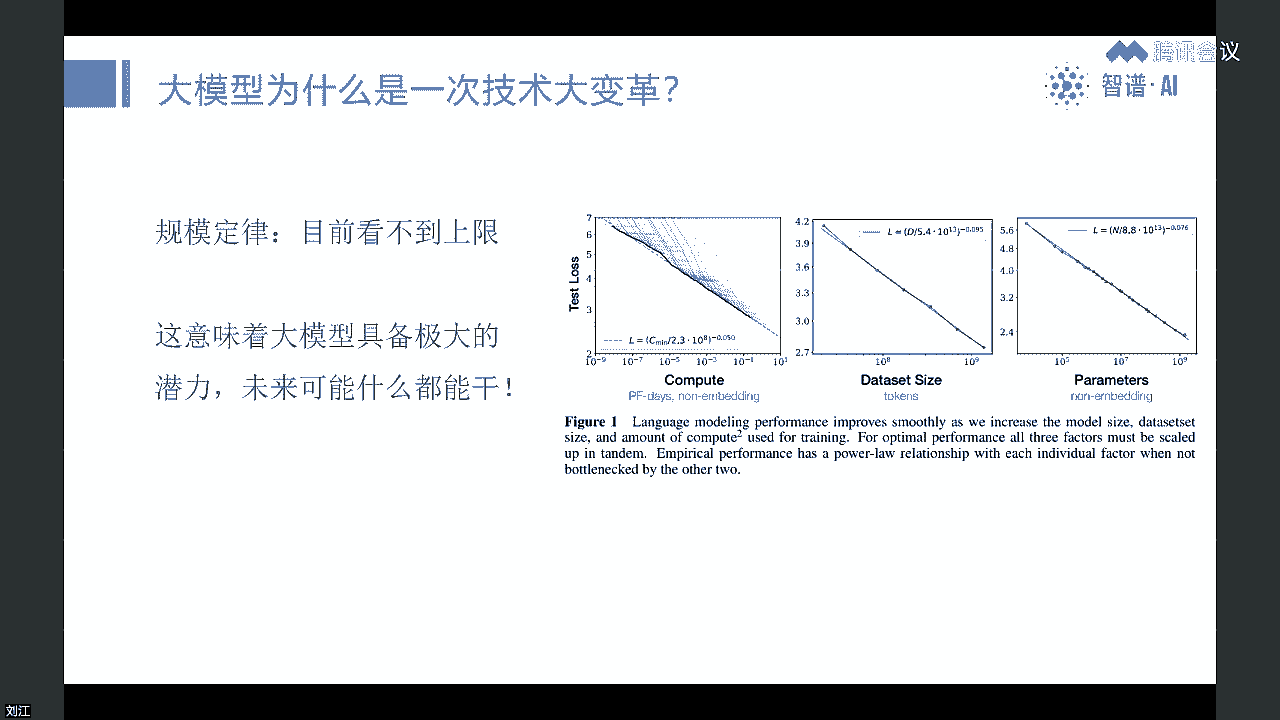 腾讯会议
大模型为什么是一次技术大变革?
智谱·AI
规模定律：目前看不到上限
这意味着大模型具备极大的
潜力，未来可能什么都能干！
7
6
5
4
3
2
Test Loss
L = (C_min/2.3 · 10^8)^−0.050
10^−9 10^−7 10^−5 10^−3 10^−1 10^1
Compute
PF-days, non-embedding
4.2
3.9
3.6
3.3
3.0
2.7
L = (D/5.4 · 10^13)^−0.095
10^8 10^9
Dataset Size
tokens
5.6
4.8
4.0
3.2
2.4
L = (N/8.8 · 10^13)^−0.076
10^5 10^7 10^9
Parameters
non-embedding
Figure 1 Language modeling performance improves smoothly as we increase the model size, datasetset
size, and amount of compute² used for training. For optimal performance all three factors must be scaled
up in tandem. Empirical performance has a power-law relationship with each individual factor when not
bottlenecked by the other two.
刘江